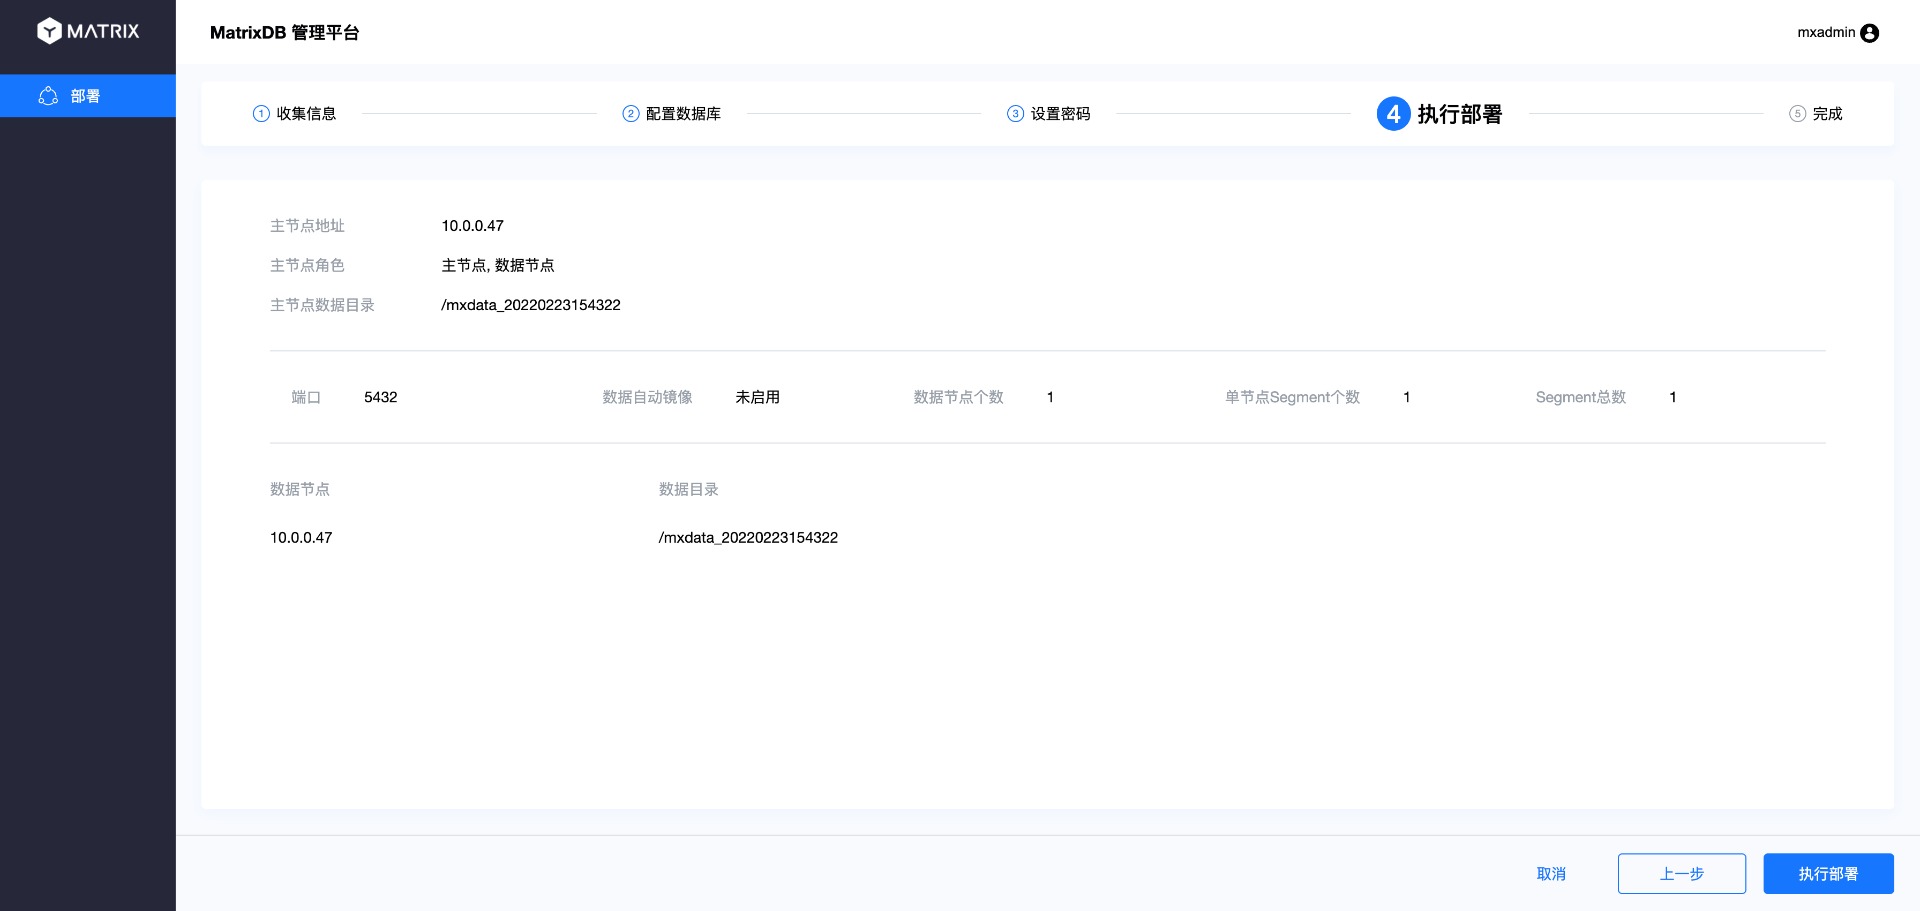 MATRIX
MatrixDB 管理平台
mxadmin
部署
1 收集信息
2 配置数据库
3 设置密码
4 执行部署
5 完成
主节点地址 10.0.0.47
主节点角色 主节点, 数据节点
主节点数据目录 /mxdata_20220223154322
端口 5432 数据自动镜像 未启用 数据节点个数 1 单节点Segment个数 1 Segment总数 1
数据节点 数据目录
10.0.0.47 /mxdata_20220223154322
取消 上一步 执行部署